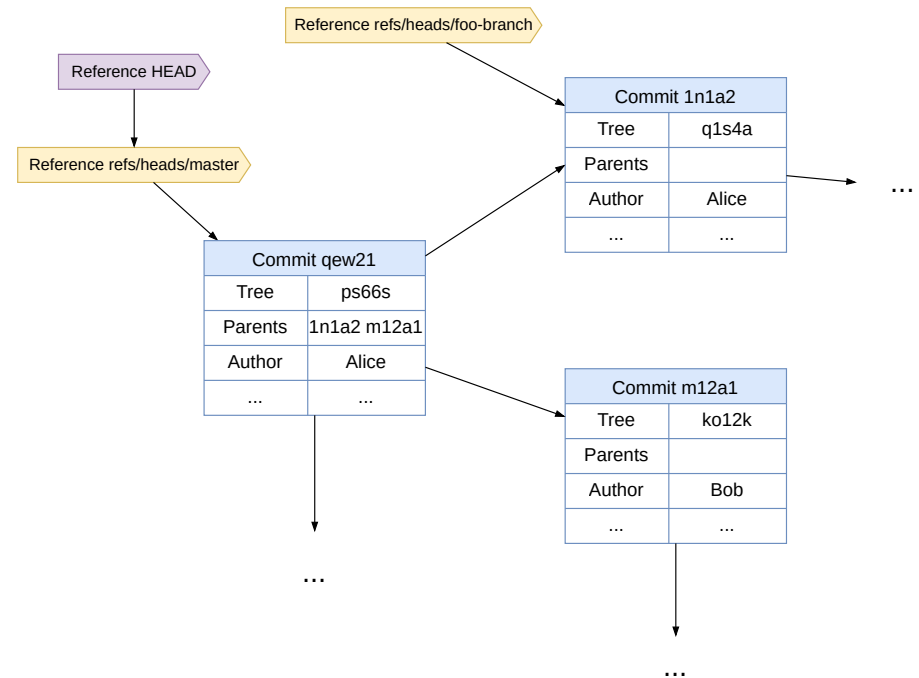 Reference refs/heads/foo-branch
Reference HEAD
Reference refs/heads/master
Commit 1n1a2
Tree q1s4a
Parents
Author Alice
... ...
...
Commit qew21
Tree ps66s
Parents 1n1a2 m12a1
Author Alice
... ...
...
Commit m12a1
Tree ko12k
Parents
Author Bob
... ...
...